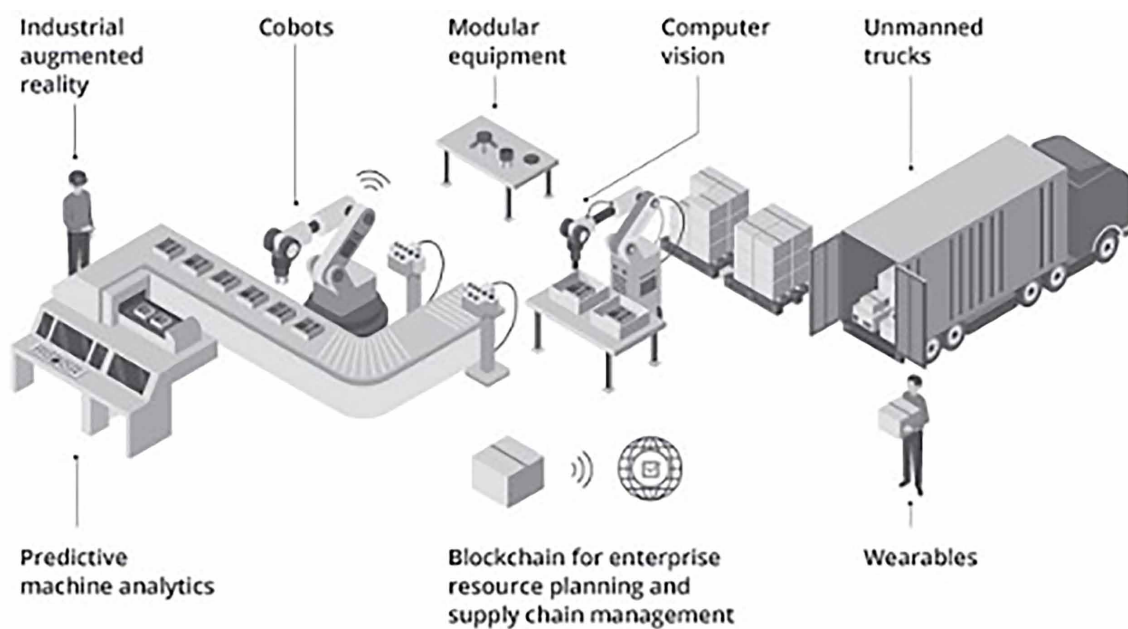 Industrial
augmented
reality
Cobots
Modular
equipment
Computer
vision
Unmanned
trucks
Predictive
machine analytics
Blockchain for enterprise
resource planning and
supply chain management
Wearables